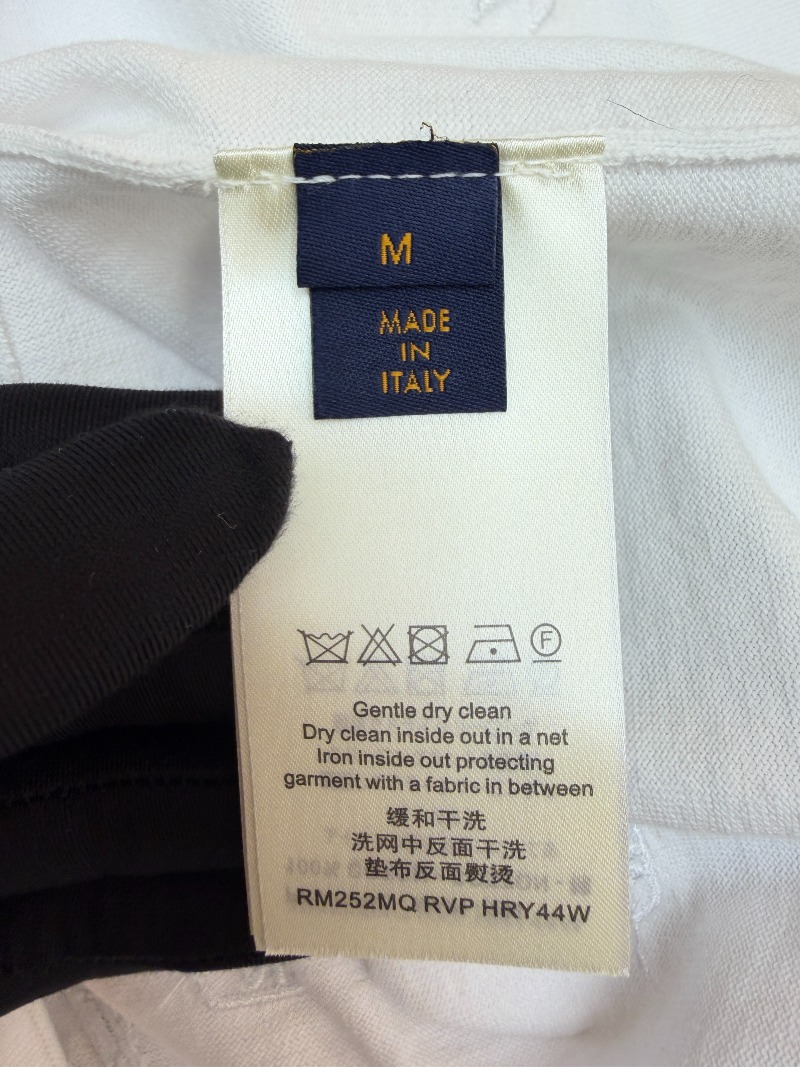 M
MADE
IN
ITALY
F
Gentle dry clean
Dry clean inside out in a net
Iron inside out protecting
garment with a fabric in between
缓和干洗
洗网中反面干洗
垫布反面熨烫
RM252MQ RVP HRY44W